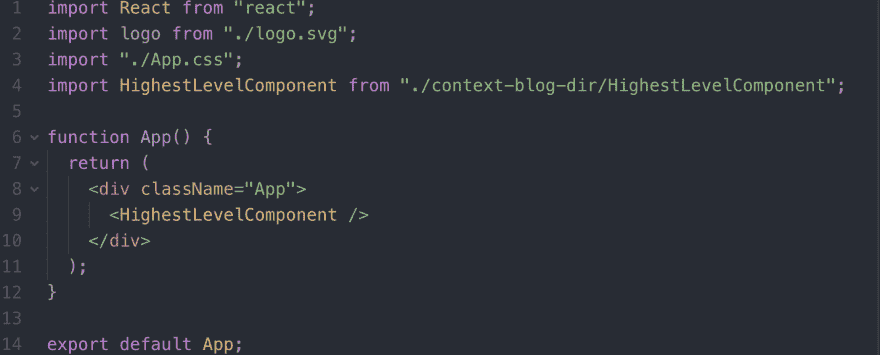 1 import React from "react";
2 import logo from "./logo.svg";
3 import "./App.css";
4 import HighestLevelComponent from "./context-blog-dir/HighestLevelComponent";
5
6 function App() {
7   return (
8     <div className="App">
9       <HighestLevelComponent />
10     </div>
11   );
12 }
13
14 export default App;